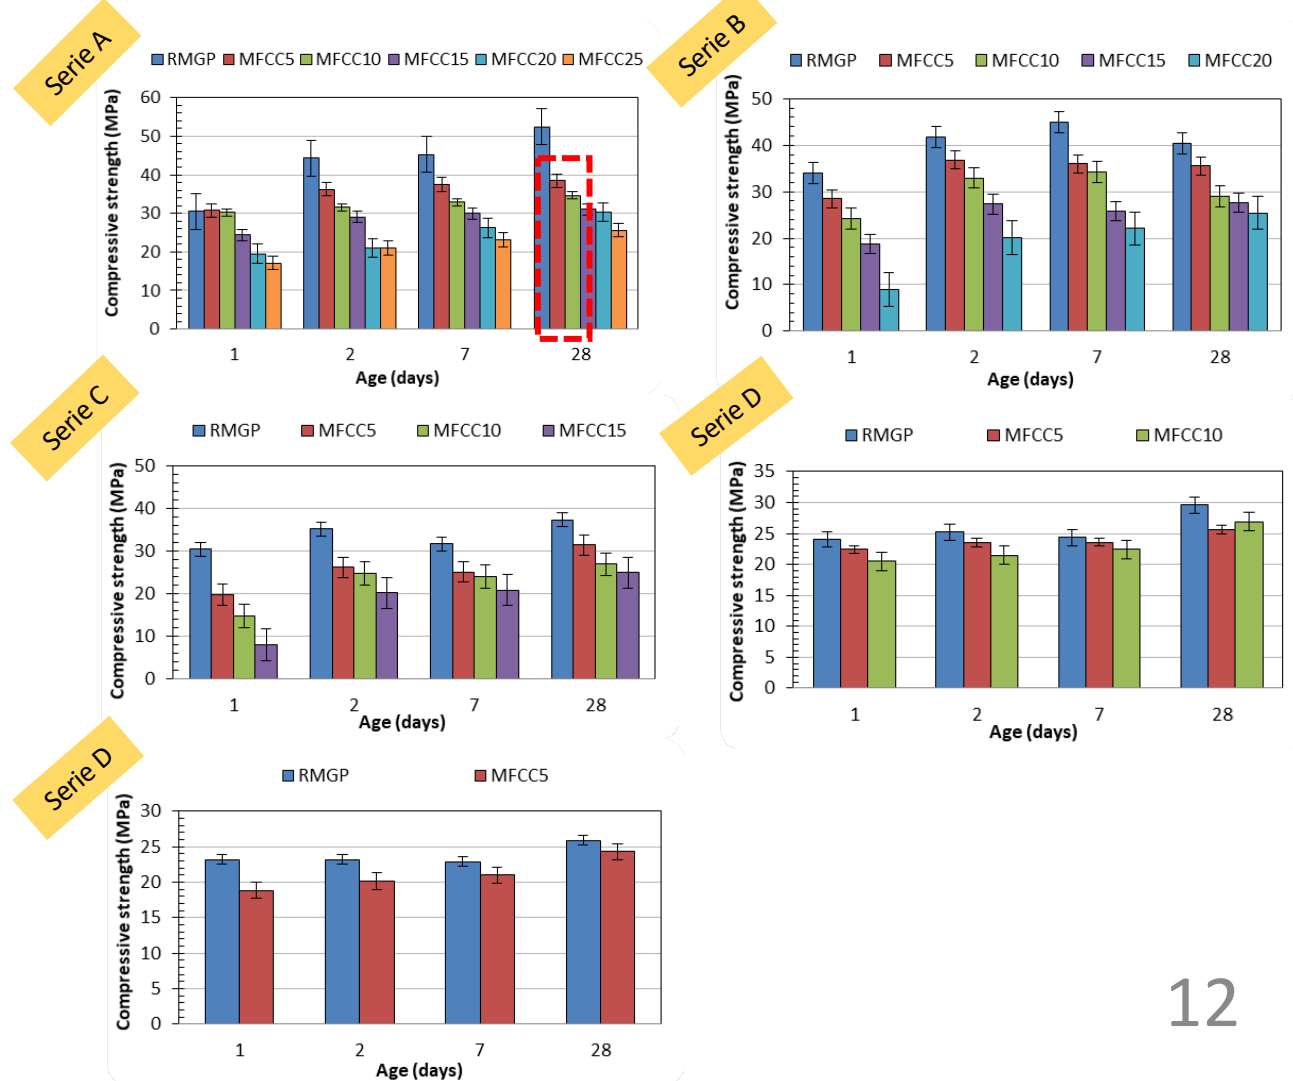 Serie A
RMGP MFCC5 MFCC10 MFCC15 MFCC20 MFCC25
Compressive strength (MPa)
60
50
40
30
20
10
0
1 2 7 28
Age (days)
Serie B
RMGP MFCC5 MFCC10 MFCC15 MFCC20
Compressive strength (MPa)
50
40
30
20
10
0
1 2 7 28
Age (days)
Serie C
RMGP MFCC5 MFCC10 MFCC15
Compressive strength (MPa)
50
40
30
20
10
0
1 2 7 28
Age (days)
Serie D
RMGP MFCC5 MFCC10
Compressive strength (MPa)
35
30
25
20
15
10
5
0
1 2 7 28
Age (days)
Serie D
RMGP MFCC5
Compressive strength (MPa)
30
25
20
15
10
5
0
1 2 7 28
Age (days)
12